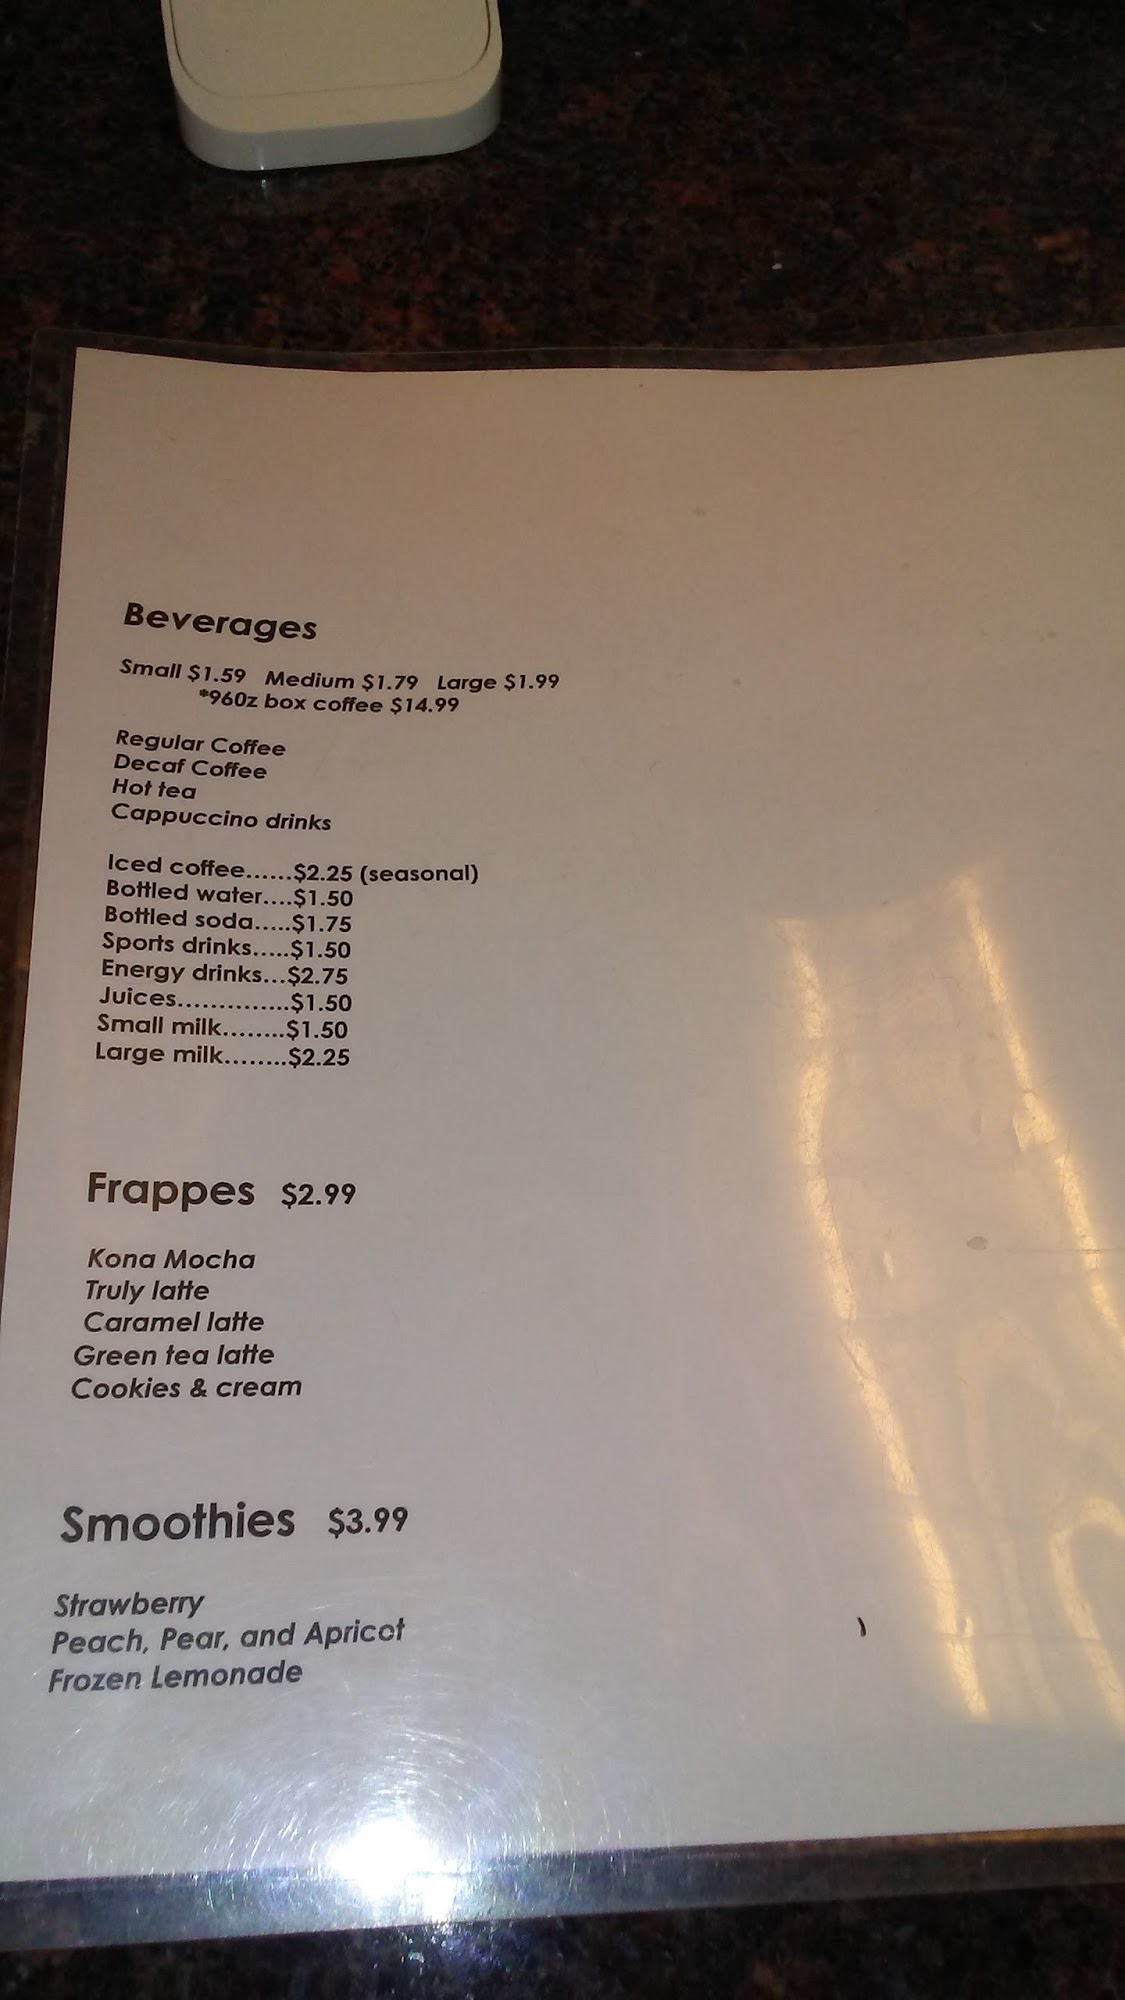 Beverages
Small $1.59 Medium $1.79 Large $1.99
*96oz box coffee $14.99
Regular Coffee
Decaf Coffee
Hot tea
Cappuccino drinks
Iced coffee......$2.25 (seasonal)
Bottled water....$1.50
Bottled soda.....$1.75
Sports drinks.....$1.50
Energy drinks...$2.75
Juices..............$1.50
Small milk........$1.50
Large milk........$2.25
Frappes $2.99
Kona Mocha
Truly latte
Caramel latte
Green tea latte
Cookies & cream
Smoothies $3.99
Strawberry
Peach, Pear, and Apricot
Frozen Lemonade